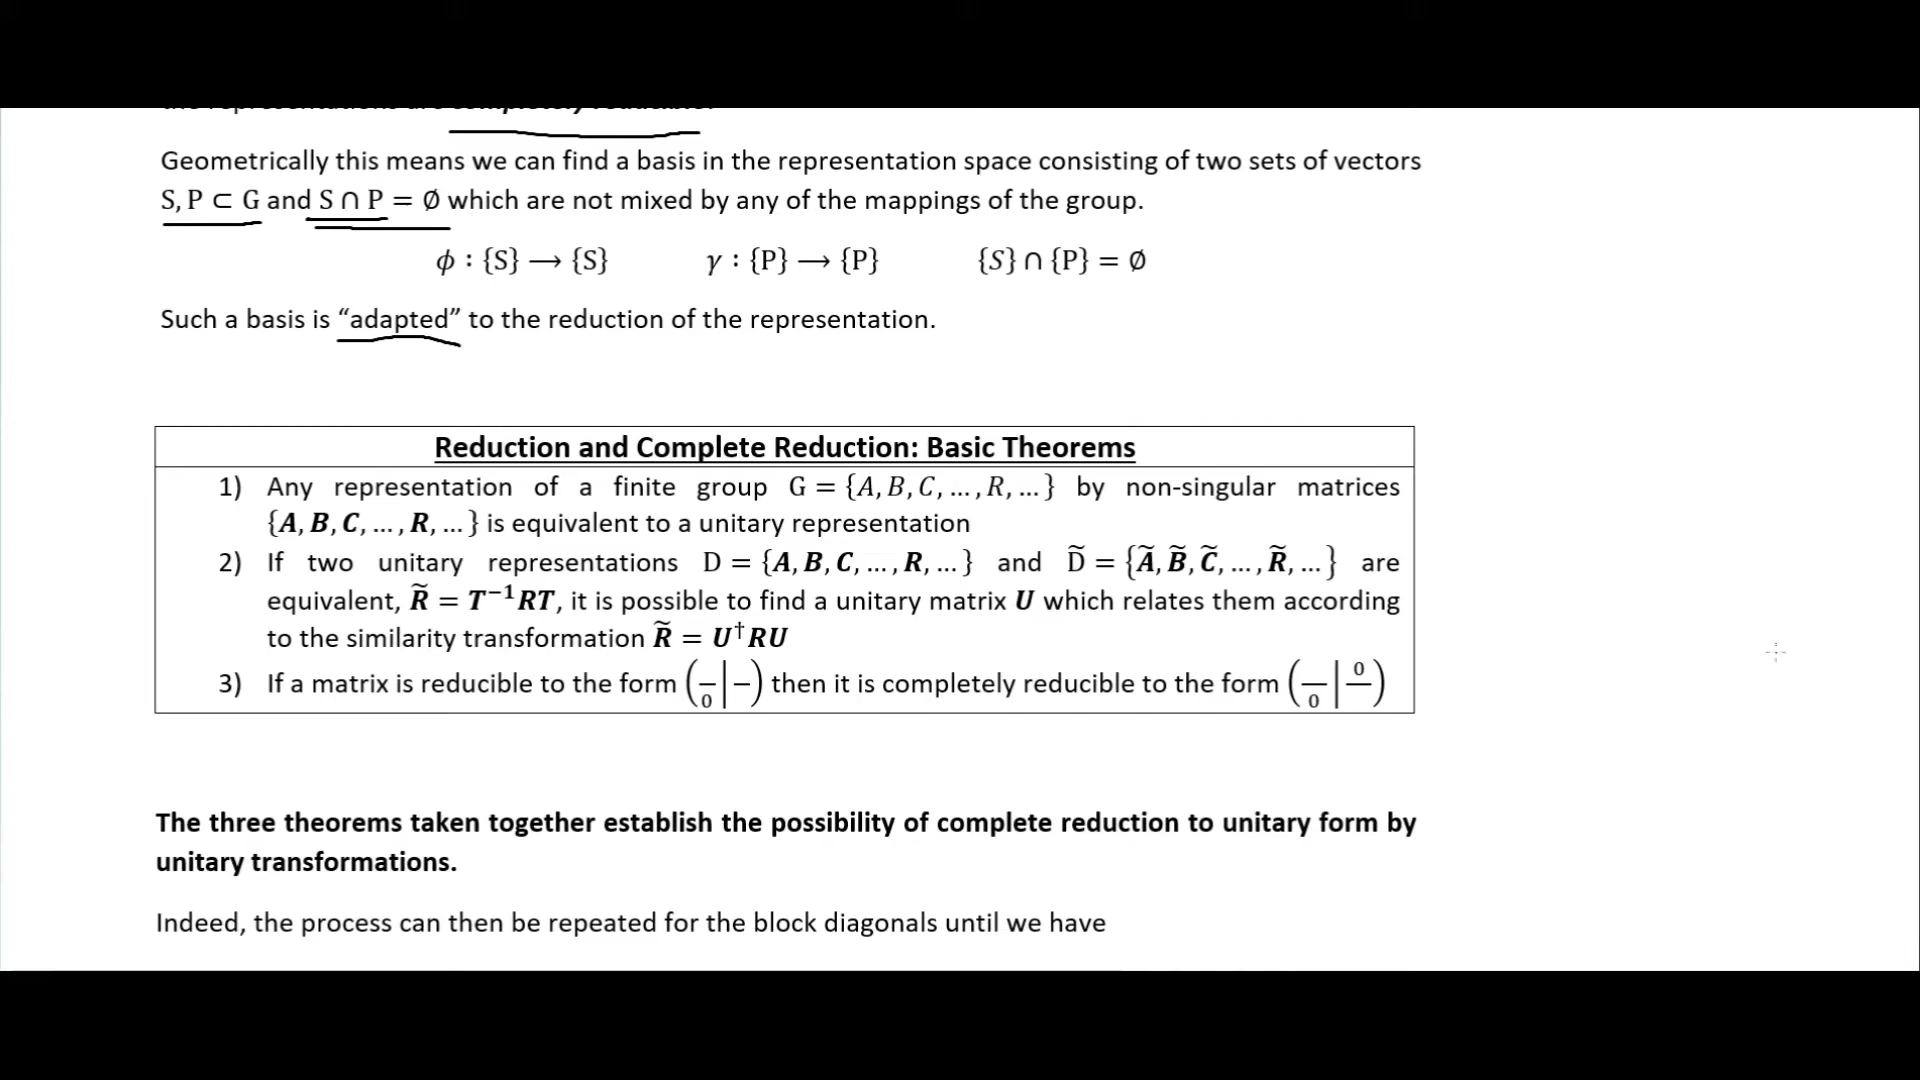 the representations are completely reducible.
Geometrically this means we can find a basis in the representation space consisting of two sets of vectors
S, P ⊂ G and S ∩ P = ∅ which are not mixed by any of the mappings of the group.
ϕ : {S} ⟶ {S} γ : {P} ⟶ {P} {S} ∩ {P} = ∅
Such a basis is “adapted” to the reduction of the representation.
Reduction and Complete Reduction: Basic Theorems
1) Any representation of a finite group G = {A, B, C, … , R, … } by non-singular matrices
{A, B, C, … , R, … } is equivalent to a unitary representation
2) If two unitary representations D = {A, B, C, … , R, … } and D̃ = {Ã, B̃, C̃, … , R̃, … } are
equivalent, R̃ = T⁻¹RT, it is possible to find a unitary matrix U which relates them according
to the similarity transformation R̃ = U†RU
3) If a matrix is reducible to the form (—/0 | —) then it is completely reducible to the form (—/0 | 0/—)
The three theorems taken together establish the possibility of complete reduction to unitary form by
unitary transformations.
Indeed, the process can then be repeated for the block diagonals until we have